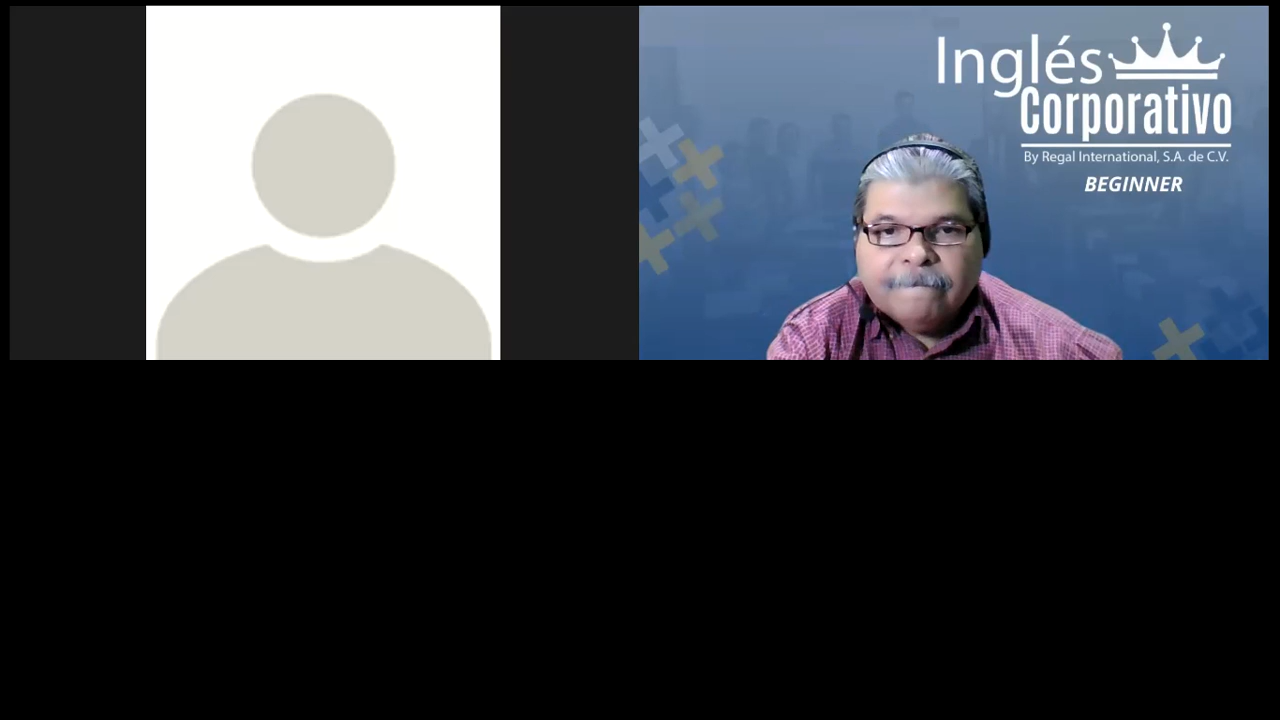 Inglés
Corporativo
By Regal International, S.A. de C.V.
BEGINNER